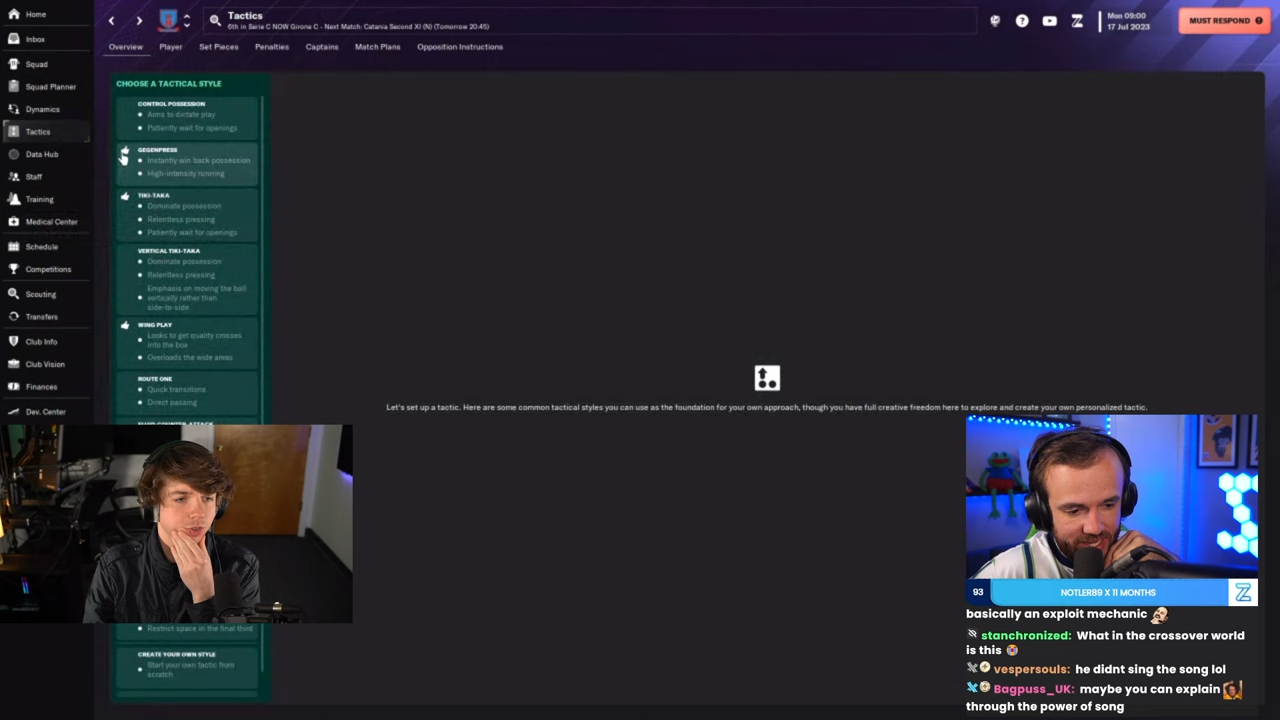 Home
Inbox
Squad
Squad Planner
Dynamics
Tactics
Data Hub
Staff
Training
Medical Center
Schedule
Competitions
Scouting
Transfers
Club Info
Club Vision
Finances
Dev. Center
Tactics
6th in Serie C NOW Girone C - Next Match: Catania Second XI (N) (Tomorrow 20:45)
Mon 09:00
17 Jul 2023
MUST RESPOND
Overview Player Set Pieces Penalties Captains Match Plans Opposition Instructions
CHOOSE A TACTICAL STYLE
CONTROL POSSESSION
Aims to dictate play
Patiently wait for openings
GEGENPRESS
Instantly win back possession
High-intensity running
TIKI-TAKA
Dominate possession
Relentless pressing
Patiently wait for openings
VERTICAL TIKI-TAKA
Dominate possession
Relentless pressing
Emphasis on moving the ball
vertically rather than
side-to-side
WING PLAY
Looks to get quality crosses
into the box
Overloads the wide areas
ROUTE ONE
Quick transitions
Direct passing
FLUID COUNTER-ATTACK
Restrict space in the final third
CREATE YOUR OWN STYLE
Start your own tactic from
scratch
Let's set up a tactic. Here are some common tactical styles you can use as the foundation for your own approach, though you have full creative freedom here to explore and create your own personalized tactic.
93 NOTLER89 X 11 MONTHS
basically an exploit mechanic
stanchronized: What in the crossover world
is this
vespersouls: he didnt sing the song lol
Bagpuss_UK: maybe you can explain
through the power of song